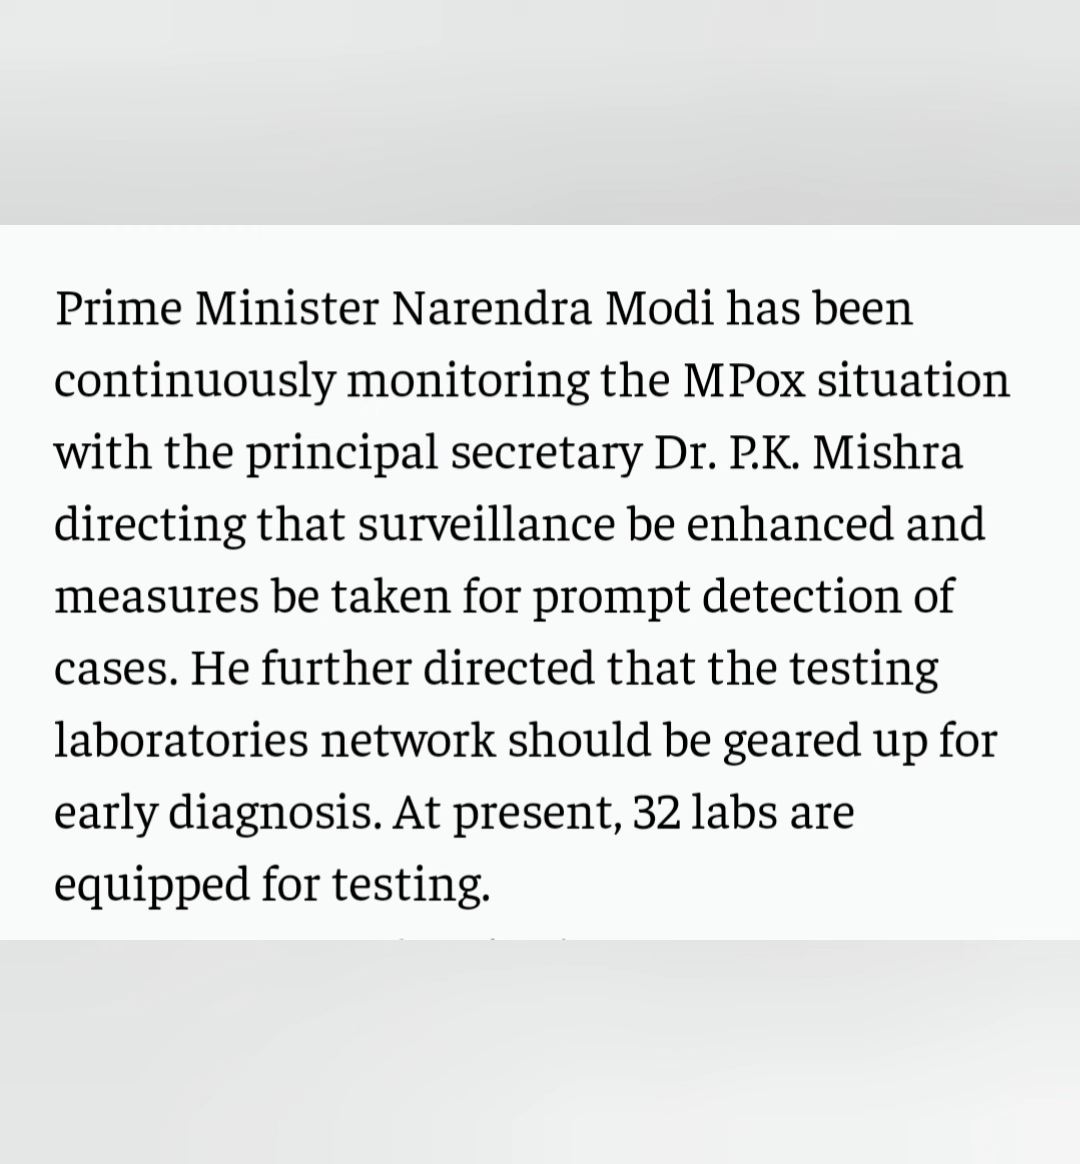 Prime Minister Narendra Modi has been
continuously monitoring the MPox situation
with the principal secretary Dr. P.K. Mishra
directing that surveillance be enhanced and
measures be taken for prompt detection of
cases. He further directed that the testing
laboratories network should be geared up for
early diagnosis. At present, 32 labs are
equipped for testing.